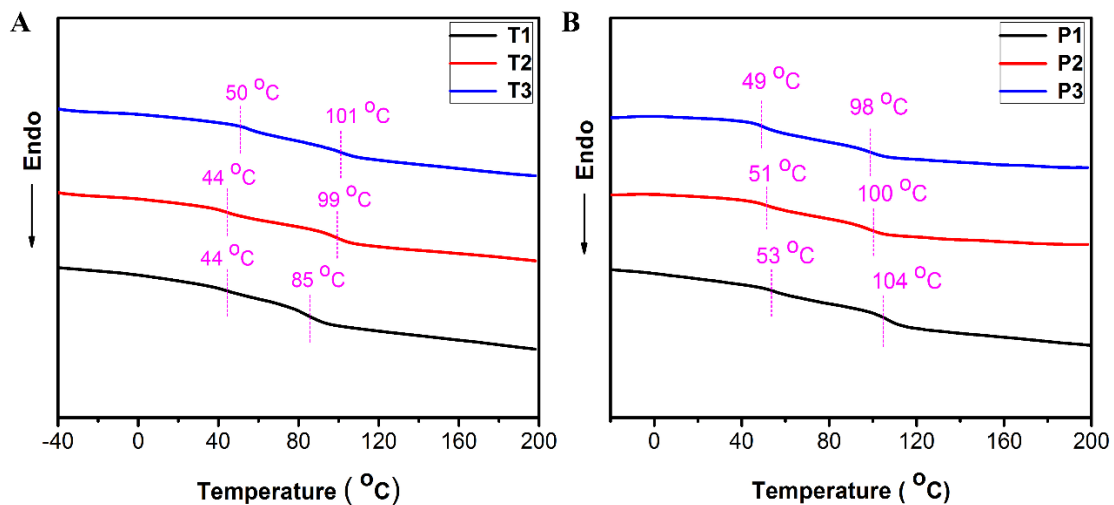 A
T1
T2
T3
50 °C
101 °C
44 °C
99 °C
44 °C
85 °C
Endo
-40 0 40 80 120 160 200
Temperature ( °C)
B
P1
P2
P3
49 °C
98 °C
51 °C
100 °C
53 °C
104 °C
Endo
0 40 80 120 160 200
Temperature ( °C)